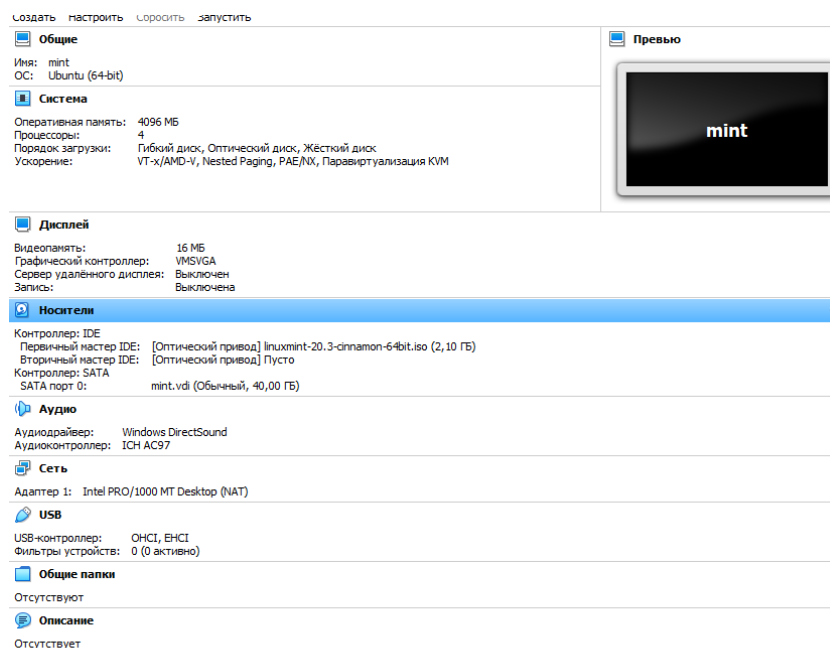 Создать Настроить Сбросить Запустить
Общие
Имя: mint
ОС: Ubuntu (64-bit)
Превью
mint
Система
Оперативная память: 4096 МБ
Процессоры: 4
Порядок загрузки: Гибкий диск, Оптический диск, Жёсткий диск
Ускорение: VT-x/AMD-V, Nested Paging, PAE/NX, Паравиртуализация KVM
Дисплей
Видеопамять: 16 МБ
Графический контроллер: VMSVGA
Сервер удалённого дисплея: Выключен
Запись: Выключена
Носители
Контроллер: IDE
Первичный мастер IDE: [Оптический привод] linuxmint-20.3-cinnamon-64bit.iso (2,10 ГБ)
Вторичный мастер IDE: [Оптический привод] Пусто
Контроллер: SATA
SATA порт 0: mint.vdi (Обычный, 40,00 ГБ)
Аудио
Аудиодрайвер: Windows DirectSound
Аудиоконтроллер: ICH AC97
Сеть
Адаптер 1: Intel PRO/1000 MT Desktop (NAT)
USB
USB-контроллер: OHCI, EHCI
Фильтры устройств: 0 (0 активно)
Общие папки
Отсутствуют
Описание
Отсутствует